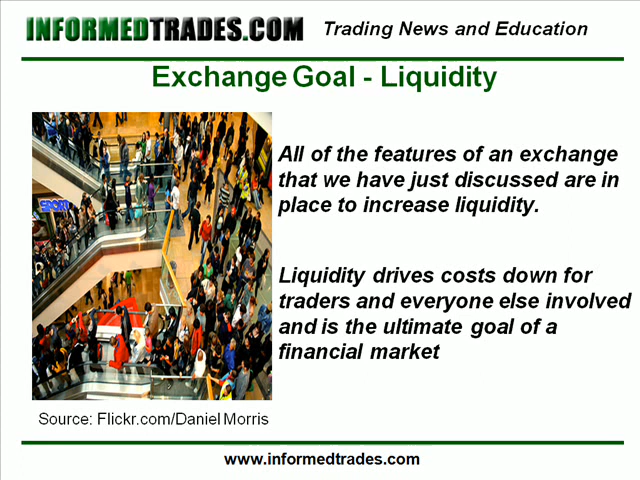 INFORMEDTRADES.COM Trading News and Education
Exchange Goal - Liquidity
SPORT
All of the features of an exchange
that we have just discussed are in
place to increase liquidity.
Liquidity drives costs down for
traders and everyone else involved
and is the ultimate goal of a
financial market
Source: Flickr.com/Daniel Morris
www.informedtrades.com